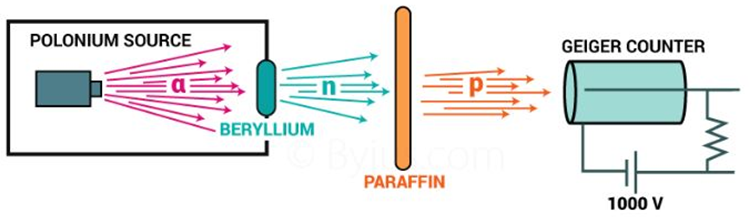 POLONIUM SOURCE
α
BERYLLIUM
n
PARAFFIN
p
GEIGER COUNTER
1000 V
© Byjus.com